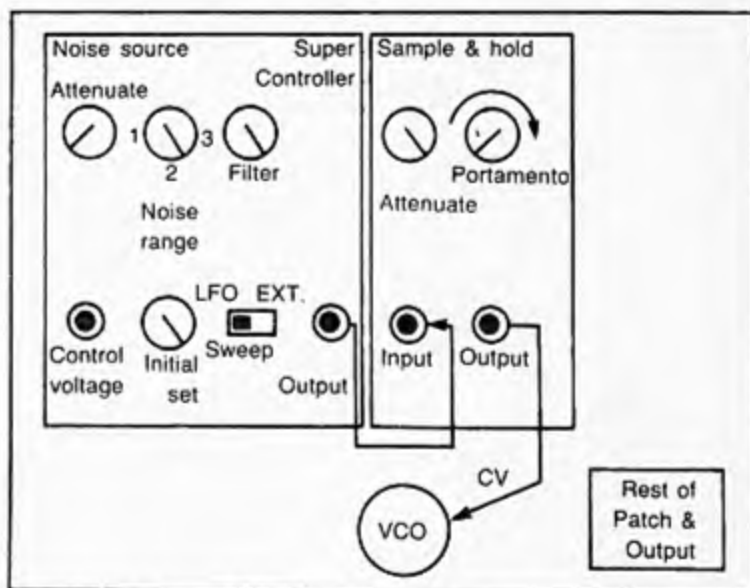 Noise source
Super
Controller
Attenuate
1
2
3
Filter
Noise
range
LFO EXT.
Sweep
Control
voltage
Initial
set
Output
Sample & hold
Attenuate
Portamento
Input
Output
CV
VCO
Rest of
Patch &
Output